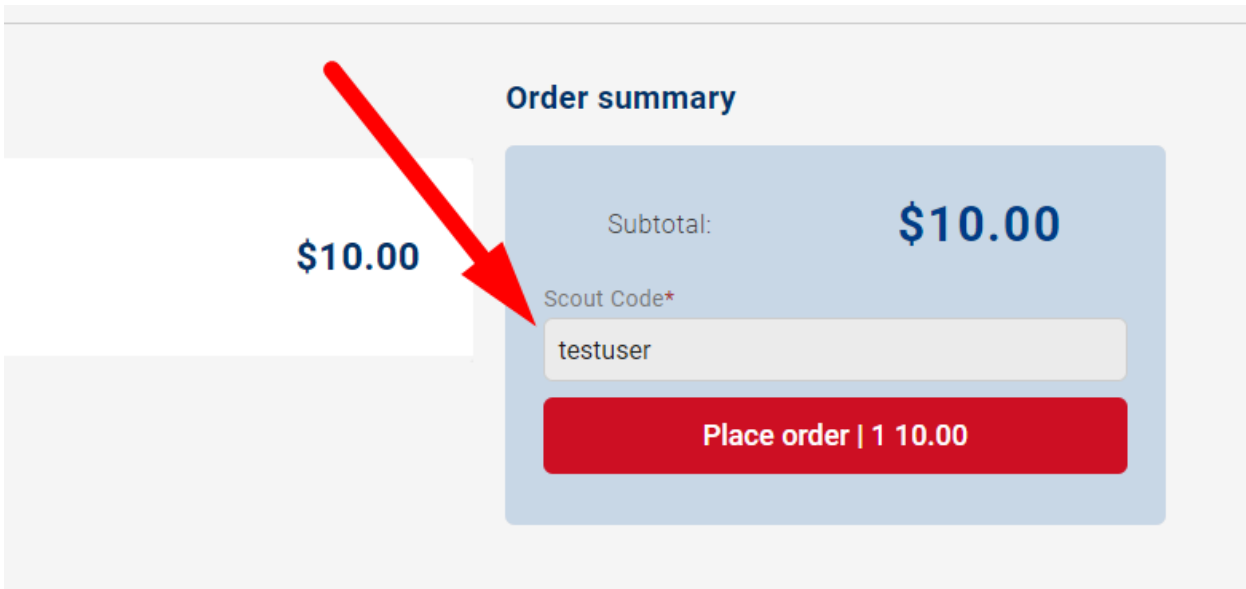 Order summary
Subtotal: $10.00
$10.00
Scout Code*
testuser
Place order | 1 10.00